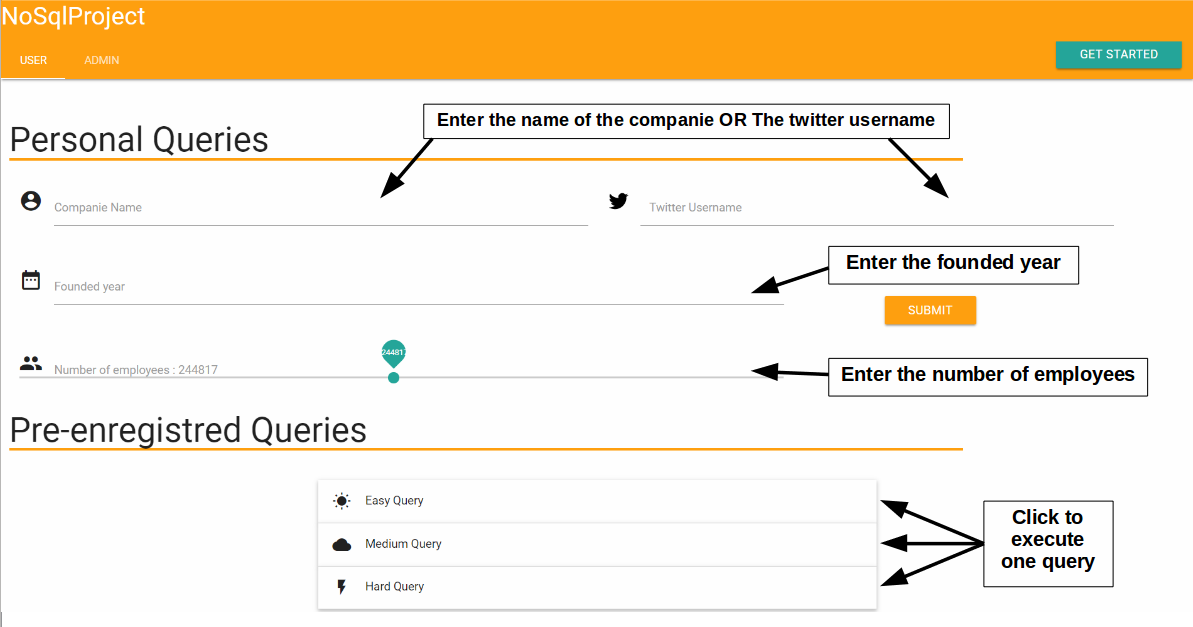 NoSqlProject
USER
ADMIN
GET STARTED
Enter the name of the companie OR The twitter username
Personal Queries
Companie Name
Twitter Username
Enter the founded year
Founded year
SUBMIT
24481
Number of employees : 244817
Enter the number of employees
Pre-enregistred Queries
Easy Query
Medium Query
Hard Query
Click to
execute
one query